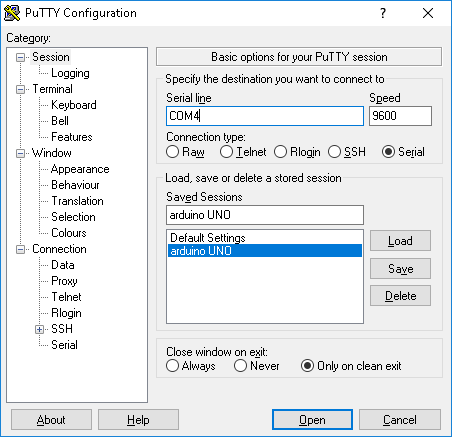 PuTTY Configuration
Category:
Session
Logging
Terminal
Keyboard
Bell
Features
Window
Appearance
Behaviour
Translation
Selection
Colours
Connection
Data
Proxy
Telnet
Rlogin
SSH
Serial
Basic options for your PuTTY session
Specify the destination you want to connect to
Serial line Speed
COM4 9600
Connection type:
Raw Telnet Rlogin SSH Serial
Load, save or delete a stored session
Saved Sessions
arduino UNO
Default Settings
arduino UNO
Load
Save
Delete
Close window on exit:
Always Never Only on clean exit
About Help Open Cancel